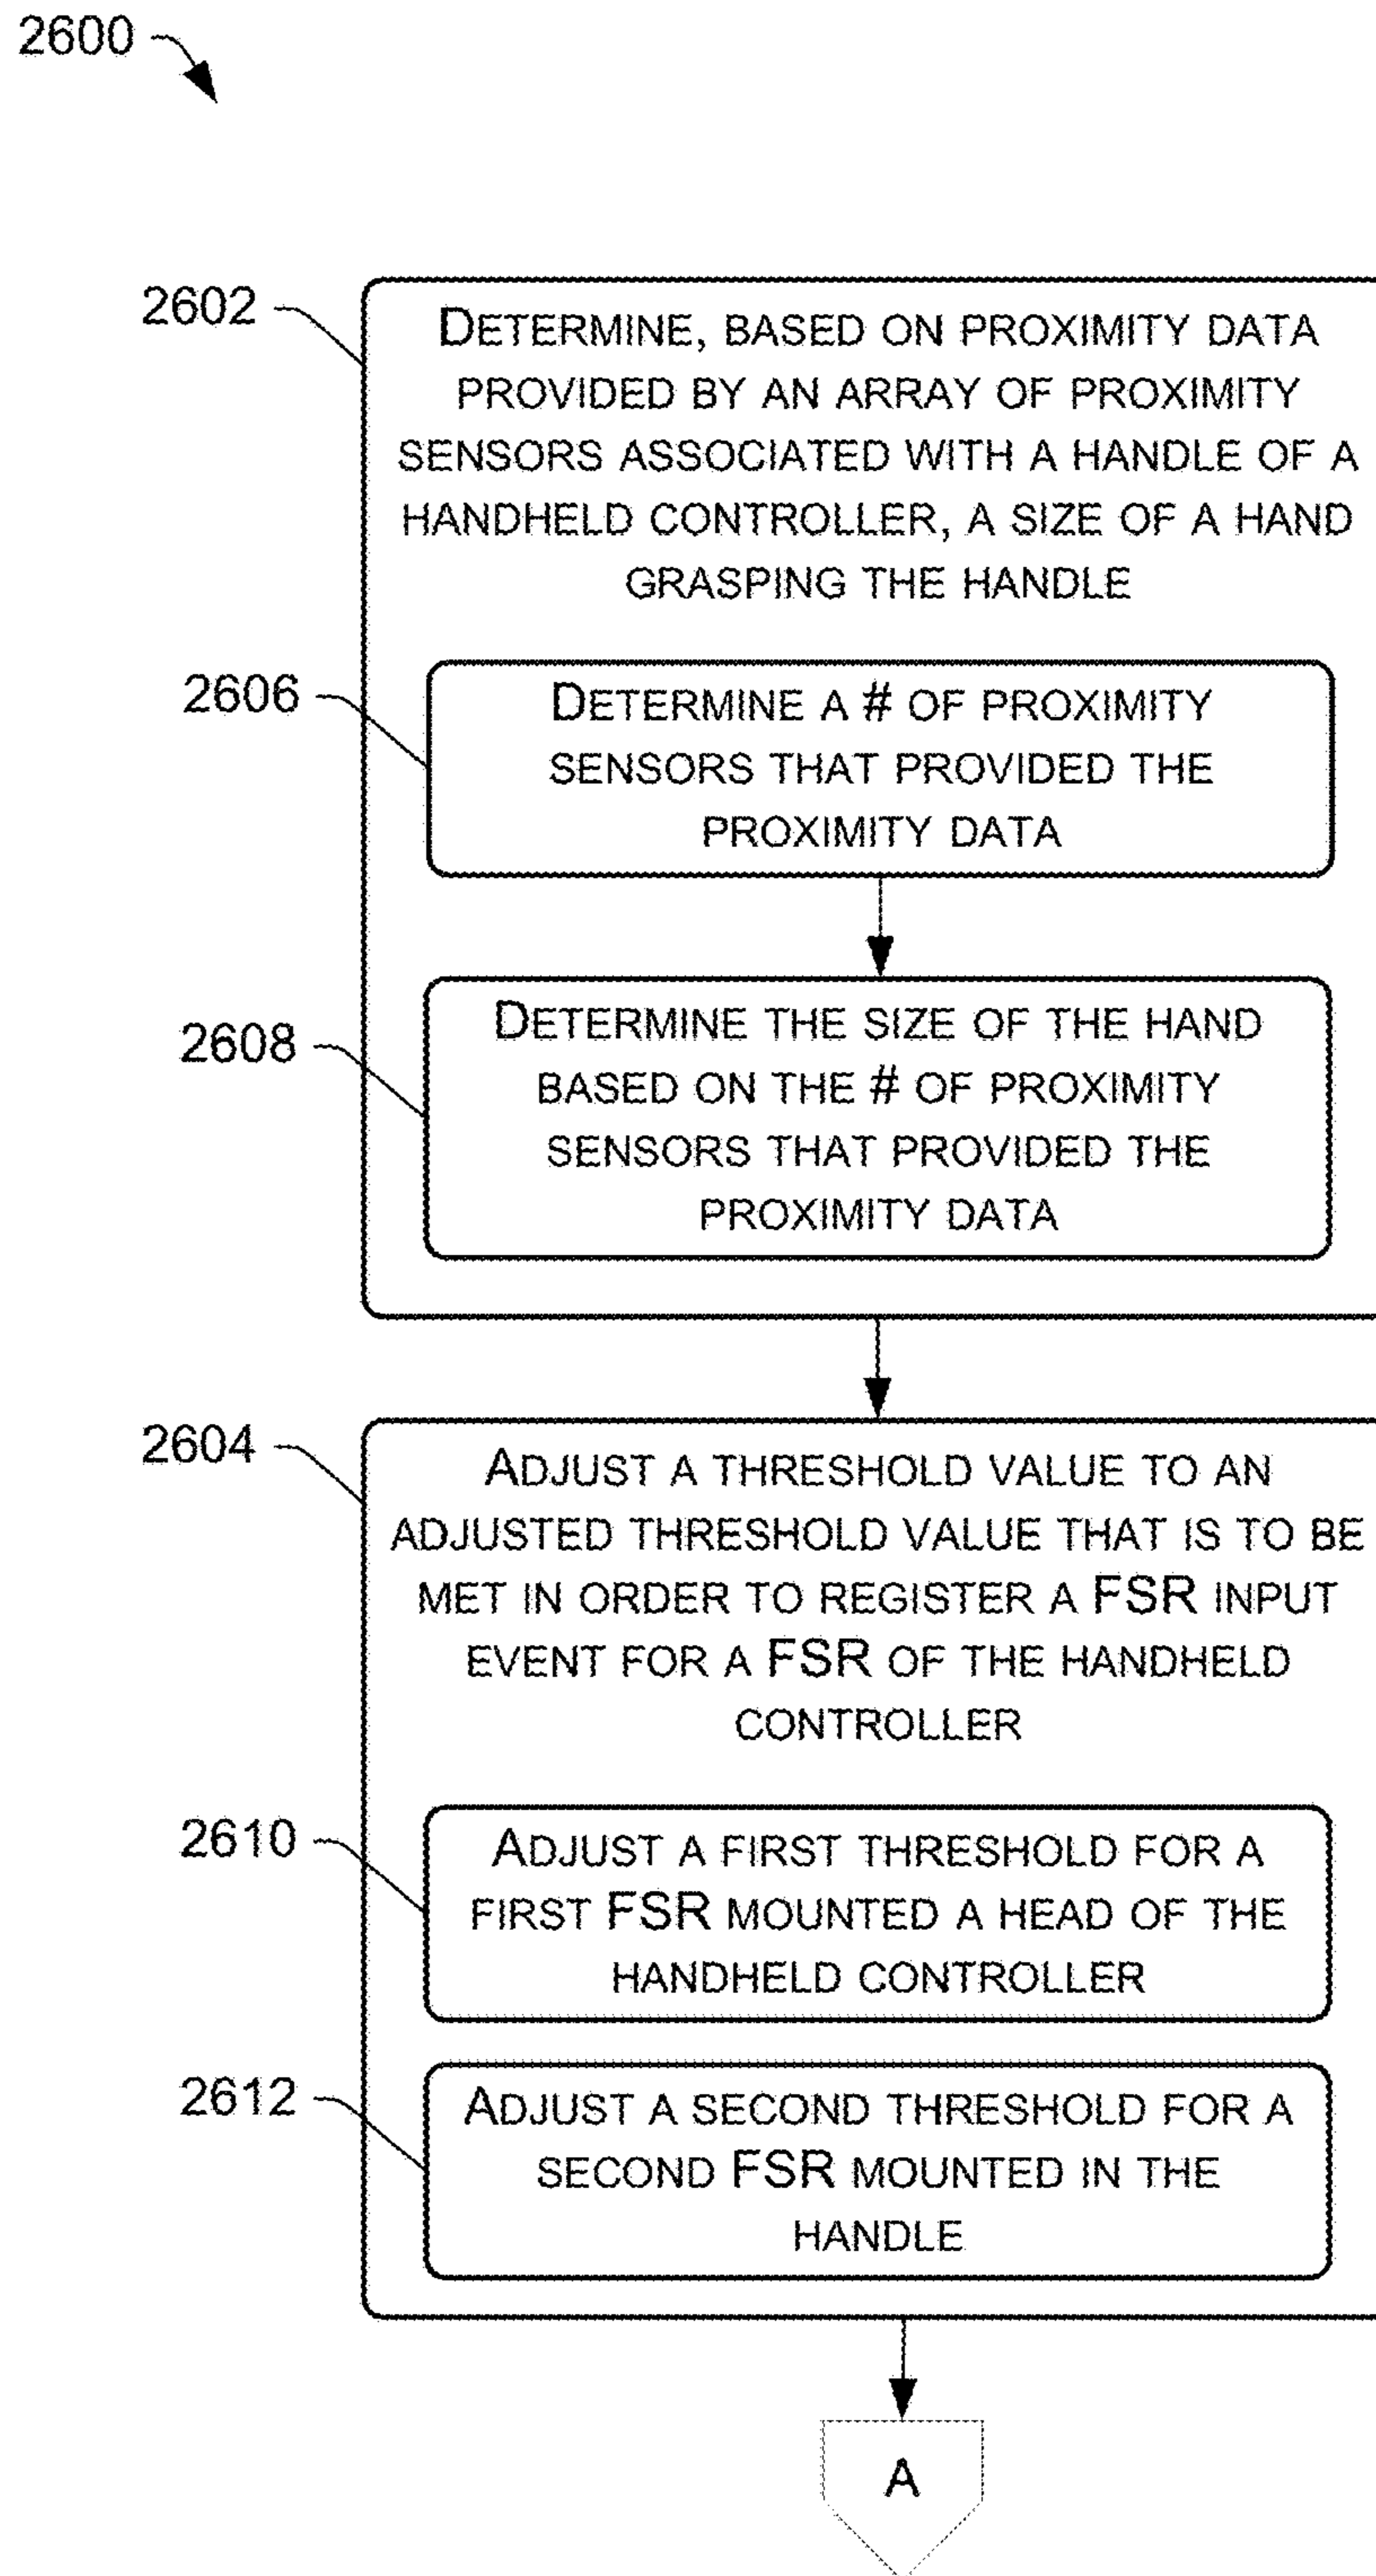 2600
2602
DETERMINE, BASED ON PROXIMITY DATA
PROVIDED BY AN ARRAY OF PROXIMITY
SENSORS ASSOCIATED WITH A HANDLE OF A
HANDHELD CONTROLLER, A SIZE OF A HAND
GRASPING THE HANDLE
2606
DETERMINE A # OF PROXIMITY
SENSORS THAT PROVIDED THE
PROXIMITY DATA
2608
DETERMINE THE SIZE OF THE HAND
BASED ON THE # OF PROXIMITY
SENSORS THAT PROVIDED THE
PROXIMITY DATA
2604
ADJUST A THRESHOLD VALUE TO AN
ADJUSTED THRESHOLD VALUE THAT IS TO BE
MET IN ORDER TO REGISTER A FSR INPUT
EVENT FOR A FSR OF THE HANDHELD
CONTROLLER
2610
ADJUST A FIRST THRESHOLD FOR A
FIRST FSR MOUNTED A HEAD OF THE
HANDHELD CONTROLLER
2612
ADJUST A SECOND THRESHOLD FOR A
SECOND FSR MOUNTED IN THE
HANDLE
A